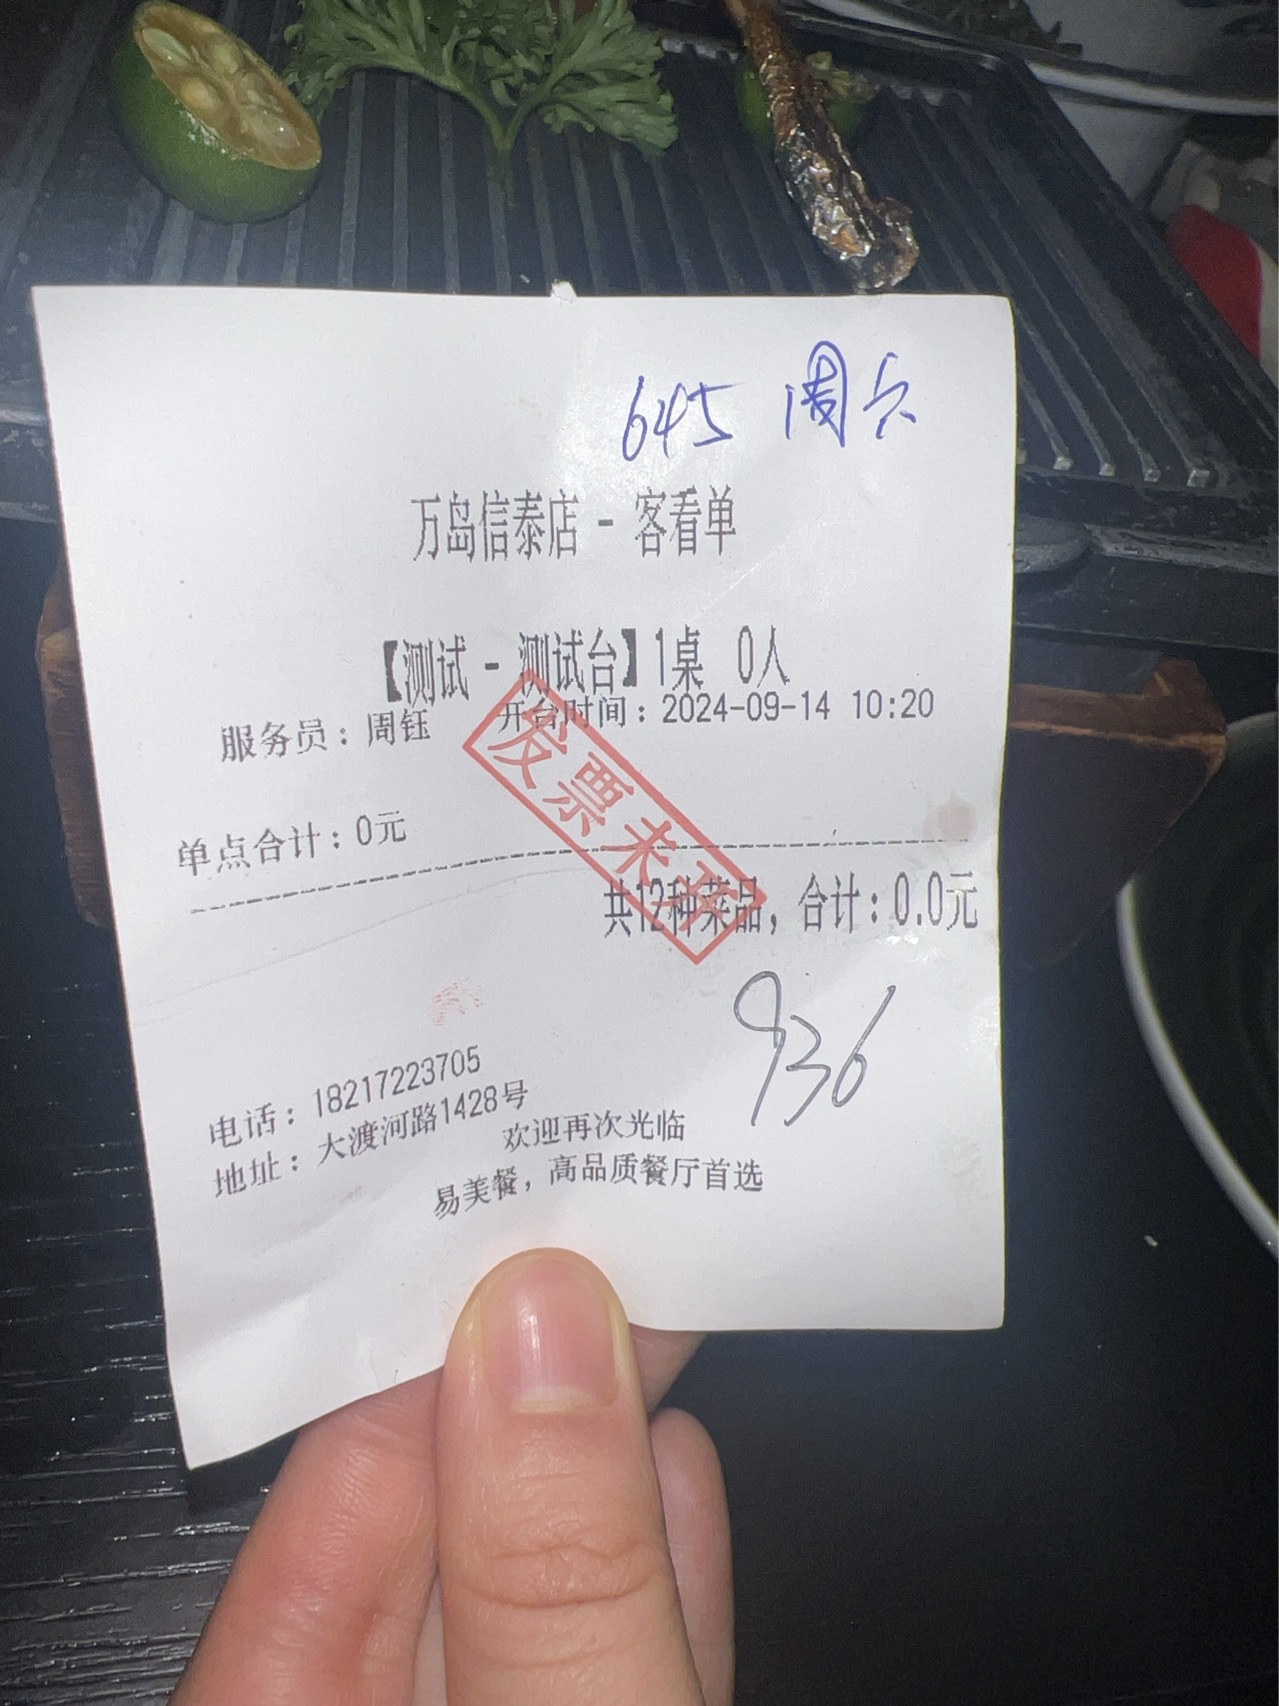 645 周六
万岛信泰店 - 客看单
【测试 - 测试台】1桌 0人
服务员：周钰 开台时间：2024-09-14 10:20
发票未开
单点合计：0元
共12种菜品，合计：0.0元
936
电话：18217223705
地址：大渡河路1428号
欢迎再次光临
易美餐，高品质餐厅首选